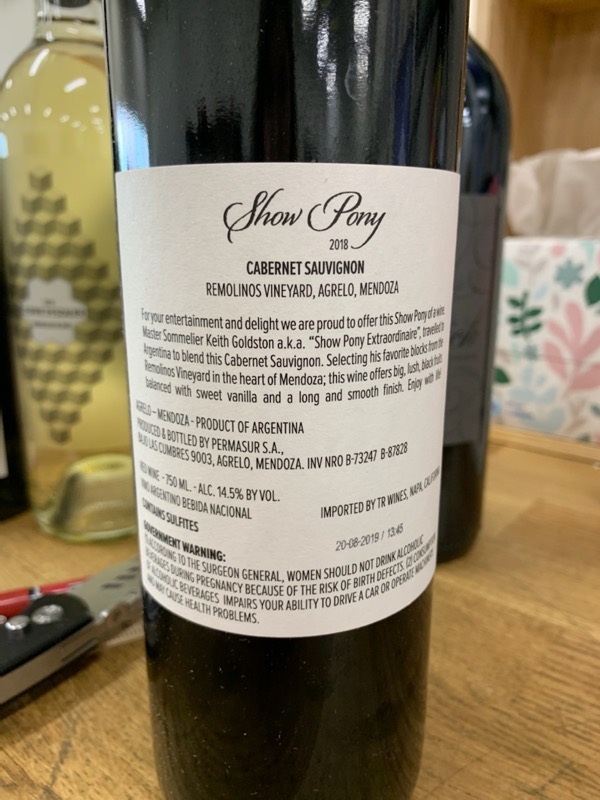 Show Pony
2018
CABERNET SAUVIGNON
REMOLINOS VINEYARD, AGRELO, MENDOZA
For your entertainment and delight we are proud to offer this Show Pony of a wine.
Master Sommelier Keith Goldston a.k.a. “Show Pony Extraordinaire”, travelled to
Argentina to blend this Cabernet Sauvignon. Selecting his favorite blocks from the
Remolinos Vineyard in the heart of Mendoza; this wine offers big, lush, black fruit
balanced with sweet vanilla and a long and smooth finish. Enjoy with
AGRELO – MENDOZA - PRODUCT OF ARGENTINA
PRODUCED & BOTTLED BY PERMASUR S.A.,
BAJO LAS CUMBRES 9003, AGRELO, MENDOZA. INV NRO B-73247 B-87828
RED WINE - 750 ML. - ALC. 14.5% BY VOL.
VINO ARGENTINO BEBIDA NACIONAL
CONTAINS SULFITES
IMPORTED BY TR WINES, NAPA,
20-08-2019 / 13:45
GOVERNMENT WARNING:
ACCORDING TO THE SURGEON GENERAL, WOMEN SHOULD NOT DRINK ALCOHOLIC
BEVERAGES DURING PREGNANCY BECAUSE OF THE RISK OF BIRTH DEFECTS. (2)
OF ALCOHOLIC BEVERAGES IMPAIRS YOUR ABILITY TO DRIVE A CAR OR OPERATE
AND MAY CAUSE HEALTH PROBLEMS.